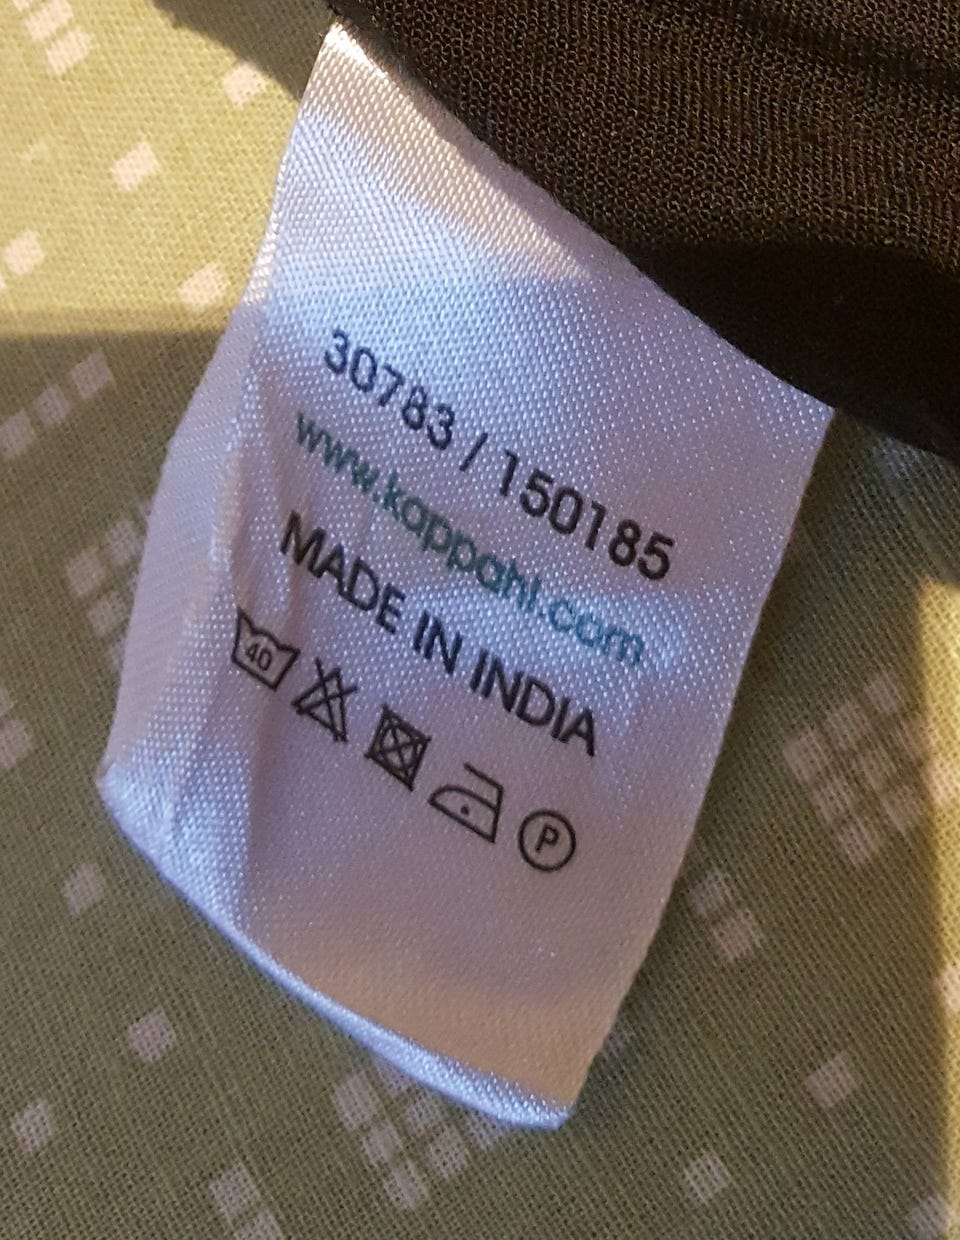 30783 / 150185
www.kappahl.com
MADE IN INDIA
40
P